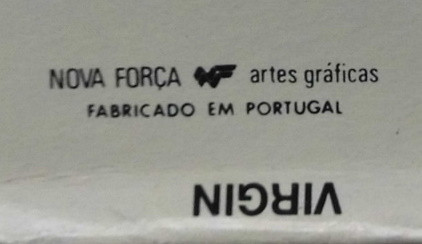 NOVA FORÇA artes gráficas
FABRICADO EM PORTUGAL
VIRGIN